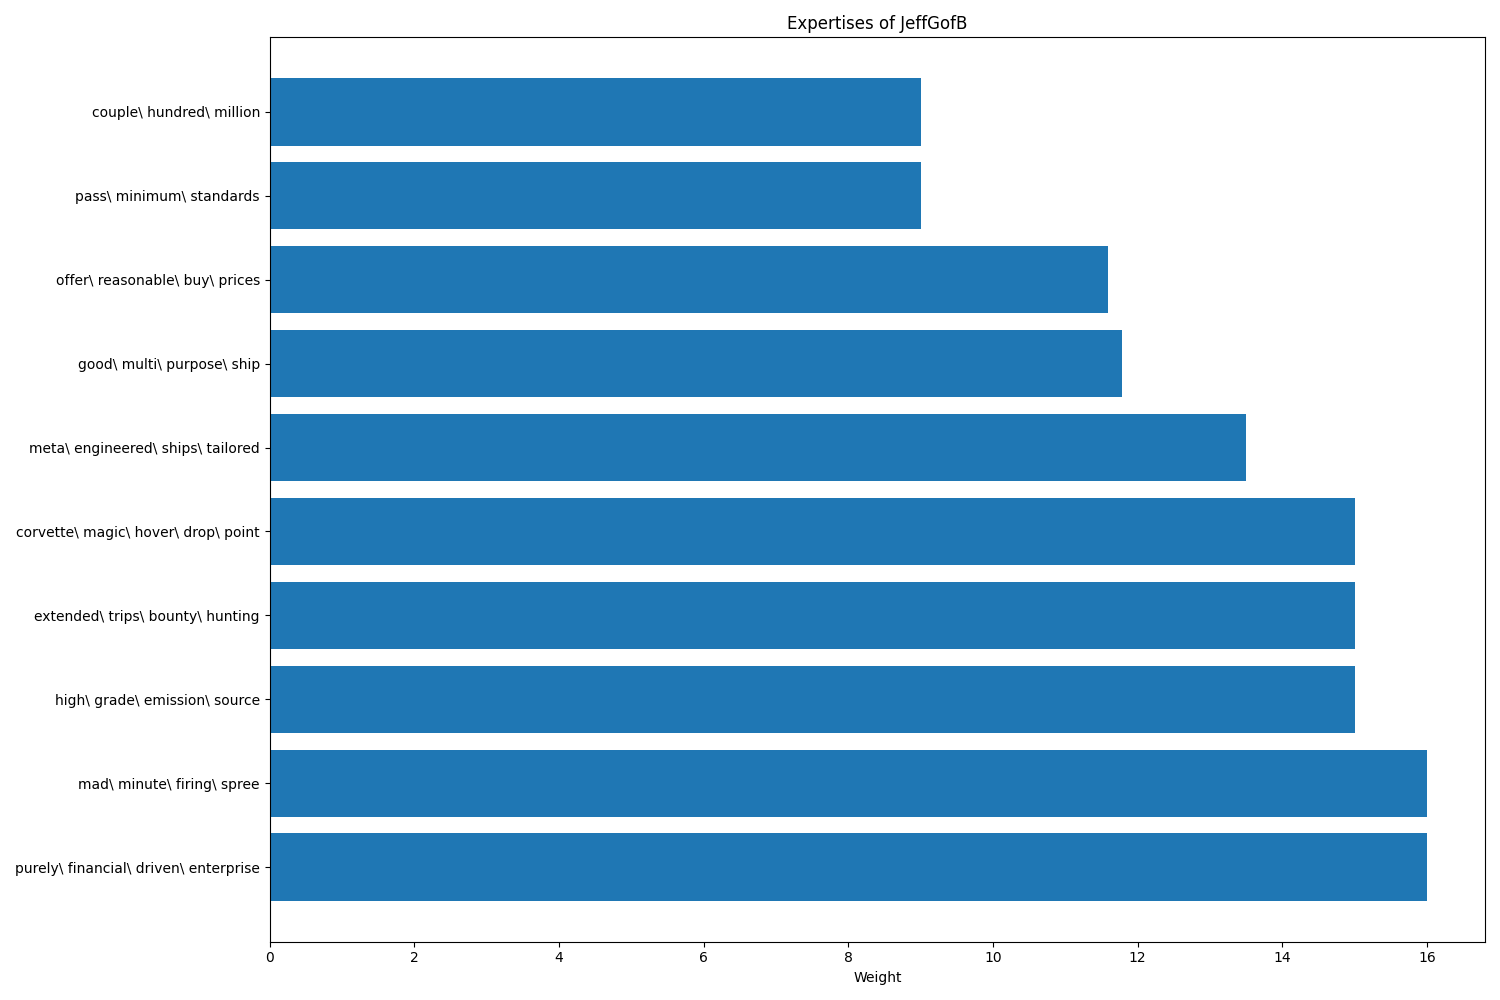 Expertises of JeffGofB
couple\ hundred\ million
pass\ minimum\ standards
offer\ reasonable\ buy\ prices
good\ multi\ purpose\ ship
meta\ engineered\ ships\ tailored
corvette\ magic\ hover\ drop\ point
extended\ trips\ bounty\ hunting
high\ grade\ emission\ source
mad\ minute\ firing\ spree
purely\ financial\ driven\ enterprise
0 2 4 6 8 10 12 14 16
Weight